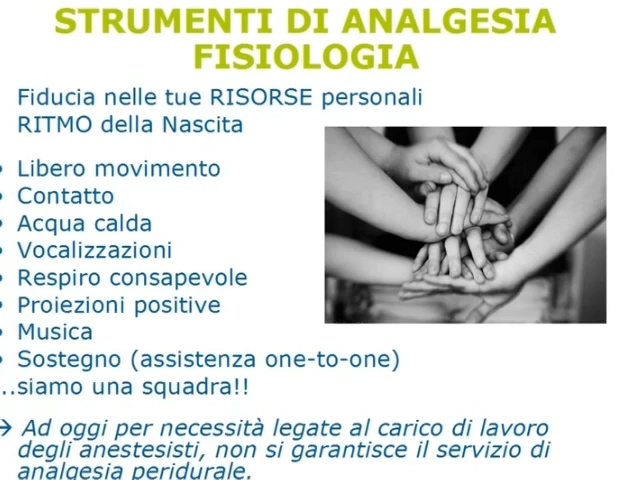 STRUMENTI DI ANALGESIA
FISIOLOGIA
Fiducia nelle tue RISORSE personali
RITMO della Nascita
• Libero movimento
• Contatto
• Acqua calda
• Vocalizzazioni
• Respiro consapevole
• Proiezioni positive
• Musica
• Sostegno (assistenza one-to-one)
...siamo una squadra!!
→ Ad oggi per necessità legate al carico di lavoro
degli anestesisti, non si garantisce il servizio di
analgesia peridurale.